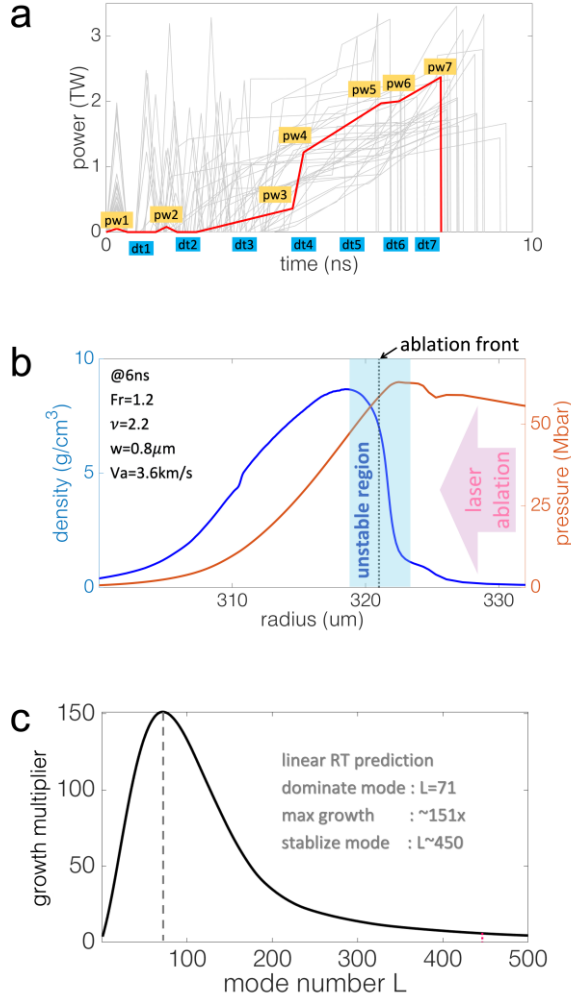 a
power (TW)
3
2
1
0
pw1
pw2
pw3
pw4
pw5
pw6
pw7
dt1
dt2
dt3
dt4
dt5
dt6
dt7
0
10
time (ns)
b
ablation front
@6ns
Fr=1.2
ν=2.2
w=0.8μm
Va=3.6km/s
density (g/cm³)
10
5
0
unstable region
laser
ablation
pressure (Mbar)
50
25
0
310
320
330
radius (um)
c
growth multiplier
150
100
50
0
linear RT prediction
dominate mode : L=71
max growth : ~151x
stablize mode : L~450
100
200
300
400
500
mode number L